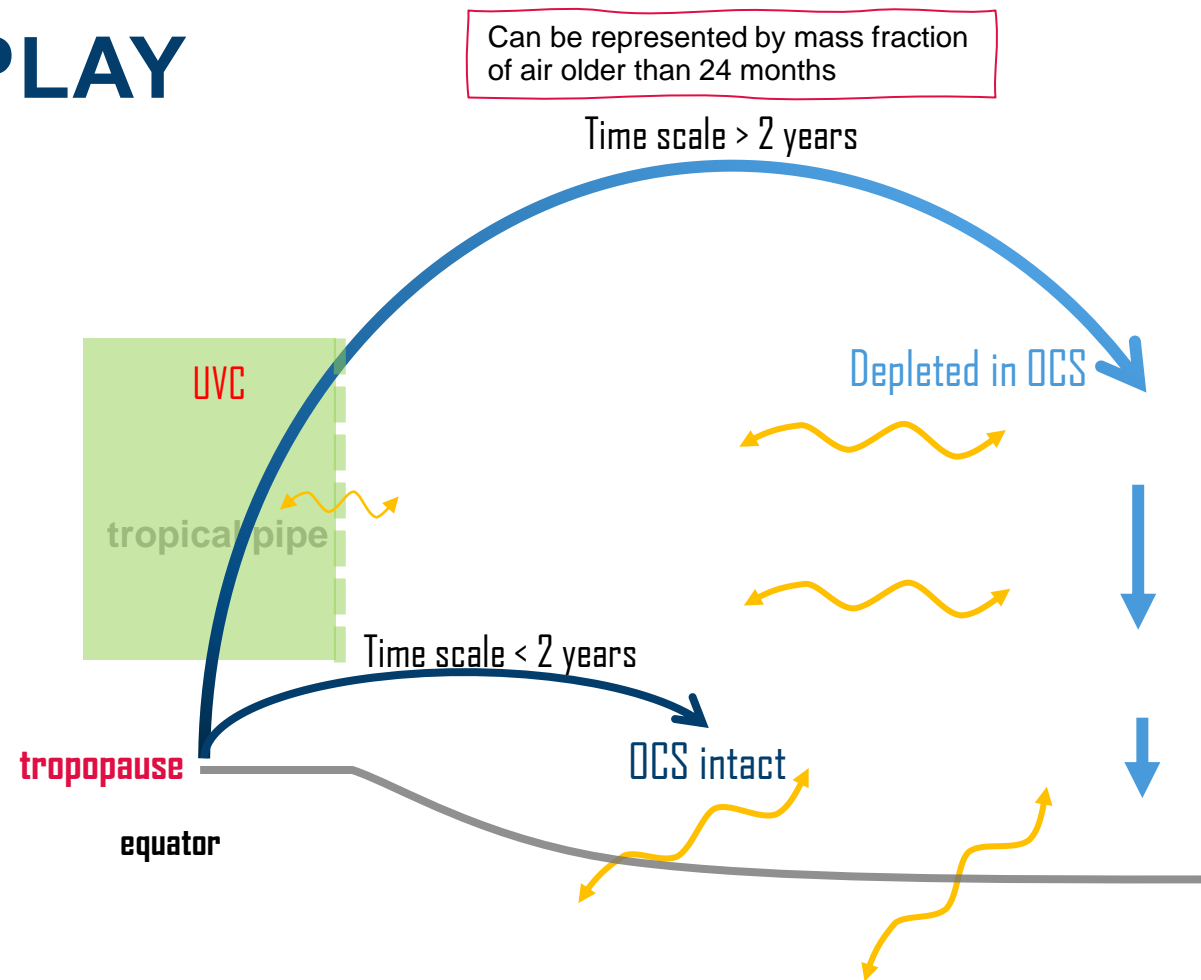 PLAY
Can be represented by mass fraction
of air older than 24 months
Time scale > 2 years
UVC
Depleted in OCS
tropical pipe
Time scale < 2 years
tropopause
OCS intact
equator